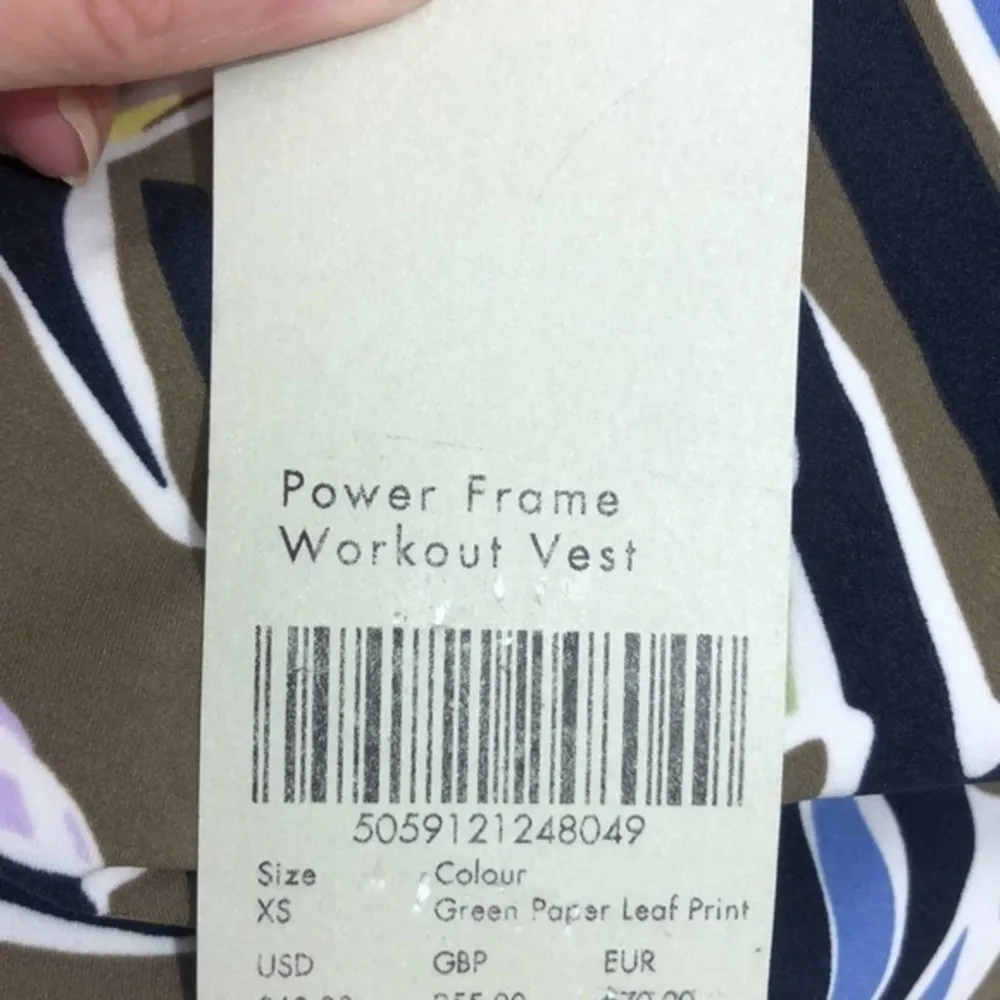 Power Frame
Workout Vest
5059121248049
Size Colour
XS Green Paper Leaf Print
USD GBP EUR